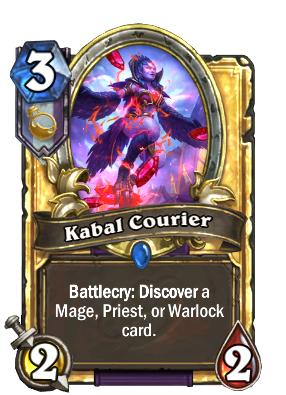 3
Kabal Courier
Battlecry: Discover a
Mage, Priest, or Warlock
card.
2
2